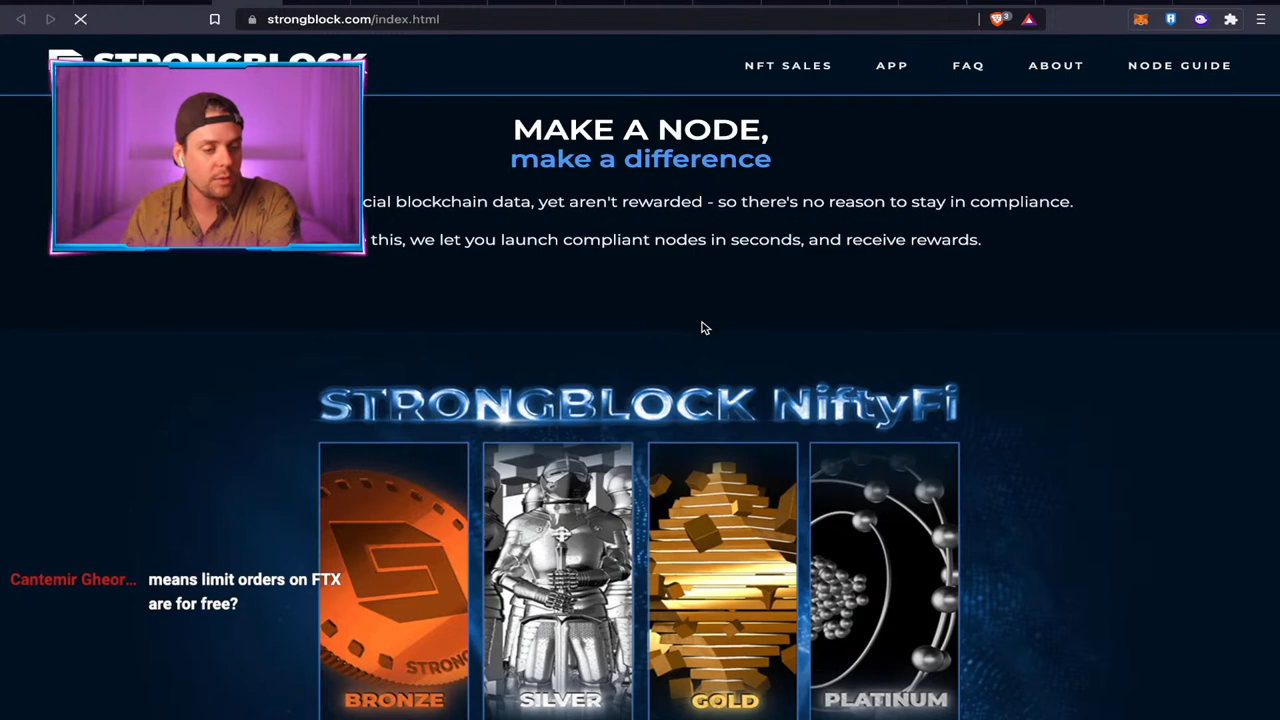 strongblock.com/index.html
3
STRONGBLOCK
NFT SALES
APP
FAQ
ABOUT
NODE GUIDE
MAKE A NODE,
make a difference
cial blockchain data, yet aren't rewarded - so there's no reason to stay in compliance.
this, we let you launch compliant nodes in seconds, and receive rewards.
STRONGBLOCK NiftyFi
STRONG
BRONZE
SILVER
GOLD
PLATINUM
Cantemir Gheor... means limit orders on FTX
are for free?